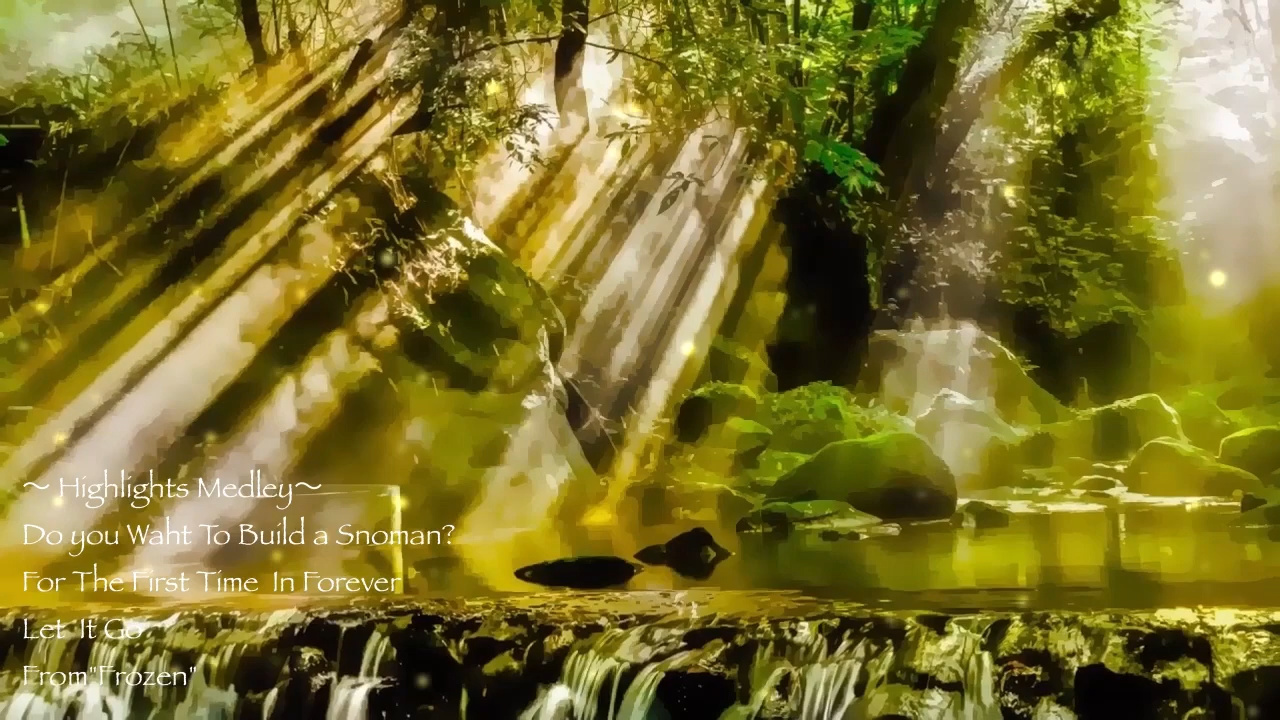 ～ Highlights Medley～
Do you Waht To Build a Snoman?
For The First Time In Forever
Let It Go
From"Frozen"